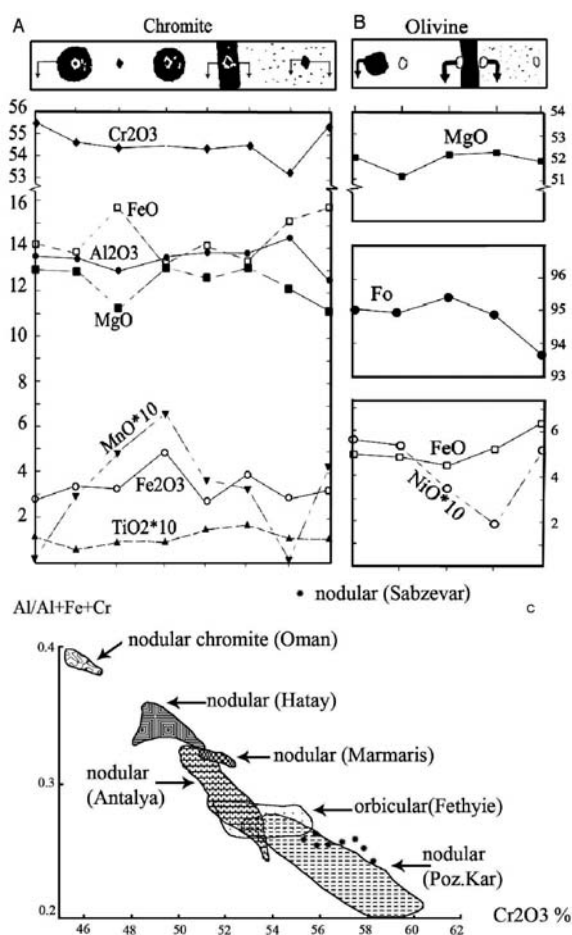 A
Chromite
B
Olivine
56
55
54
53
16
14
12
10
8
6
4
2
Cr2O3
FeO
Al2O3
MgO
MnO*10
Fe2O3
TiO2*10
54
53
52
51
MgO
96
95
94
93
Fo
6
4
2
FeO
NiO*10
• nodular (Sabzevar)
C
Al/Al+Fe+Cr
0.4
0.3
0.2
nodular chromite (Oman)
nodular (Hatay)
nodular (Marmaris)
nodular
(Antalya)
orbicular(Fethyie)
nodular
(Poz.Kar)
46 48 50 52 54 56 58 60 62
Cr2O3 %